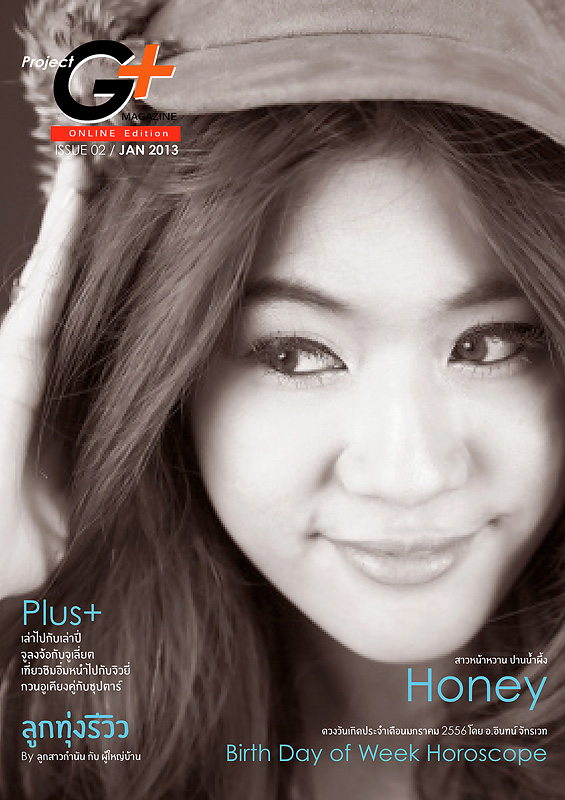 Project
G+
MAGAZINE
ONLINE Edition
ISSUE 02 / JAN 2013
Plus+
เล่าไปกับเล่าปี่
จูลงจ้อกับจูเลี่ยต
เที่ยวชิมอิ่มหนำไปกับจิวยี่
กวนอูเคียงคู่กับซุปตาร์
ลูกทุ่งรีวิว
By ลูกสาวกำนัน กับ ผู้ใหญ่บ้าน
สาวหน้าหวาน ปานน้ำผึ้ง
Honey
ดวงวันเกิดประจำเดือนมกราคม 2556 โดย อ.อินทน์ จักรเวท
Birth Day of Week Horoscope